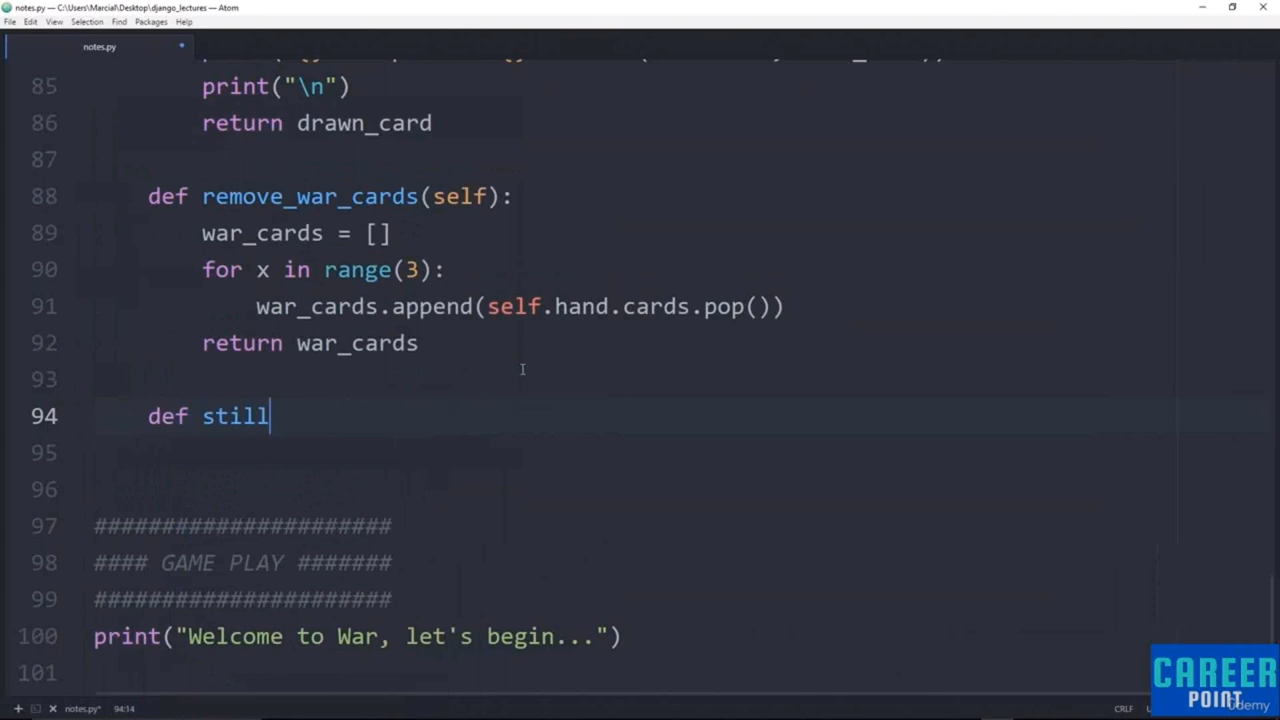 notes.py — C:\Users\Marcial\Desktop\django_lectures — Atom
File Edit View Selection Find Packages Help
notes.py
85 print("\n")
86 return drawn_card
87
88 def remove_war_cards(self):
89 war_cards = []
90 for x in range(3):
91 war_cards.append(self.hand.cards.pop())
92 return war_cards
93
94 def still
95
96
97 ######################
98 #### GAME PLAY #######
99 ######################
100 print("Welcome to War, let's begin...")
101
CAREER
POINT
Udemy
notes.py* 94:14
CRLF